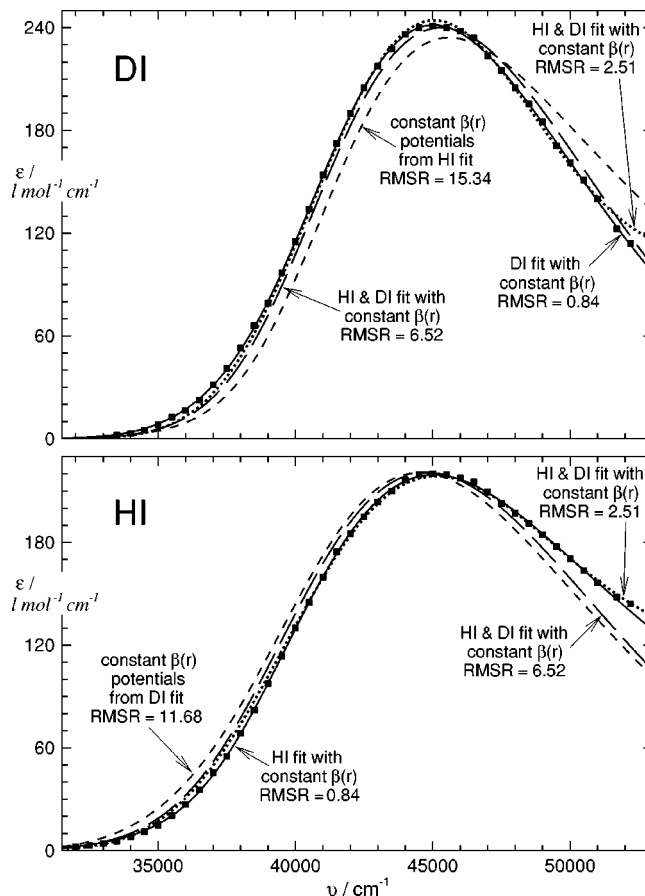 240
180
120
60
0
ε /
l mol⁻¹ cm⁻¹
DI
HI & DI fit with
constant β(r)
RMSR = 2.51
constant β(r)
potentials
from HI fit
RMSR = 15.34
DI fit with
constant β(r)
RMSR = 0.84
HI & DI fit with
constant β(r)
RMSR = 6.52
180
120
60
0
ε /
l mol⁻¹ cm⁻¹
HI
HI & DI fit with
constant β(r)
RMSR = 2.51
HI & DI fit with
constant β(r)
RMSR = 6.52
constant β(r)
potentials
from DI fit
RMSR = 11.68
HI fit with
constant β(r)
RMSR = 0.84
35000 40000 45000 50000
υ / cm⁻¹